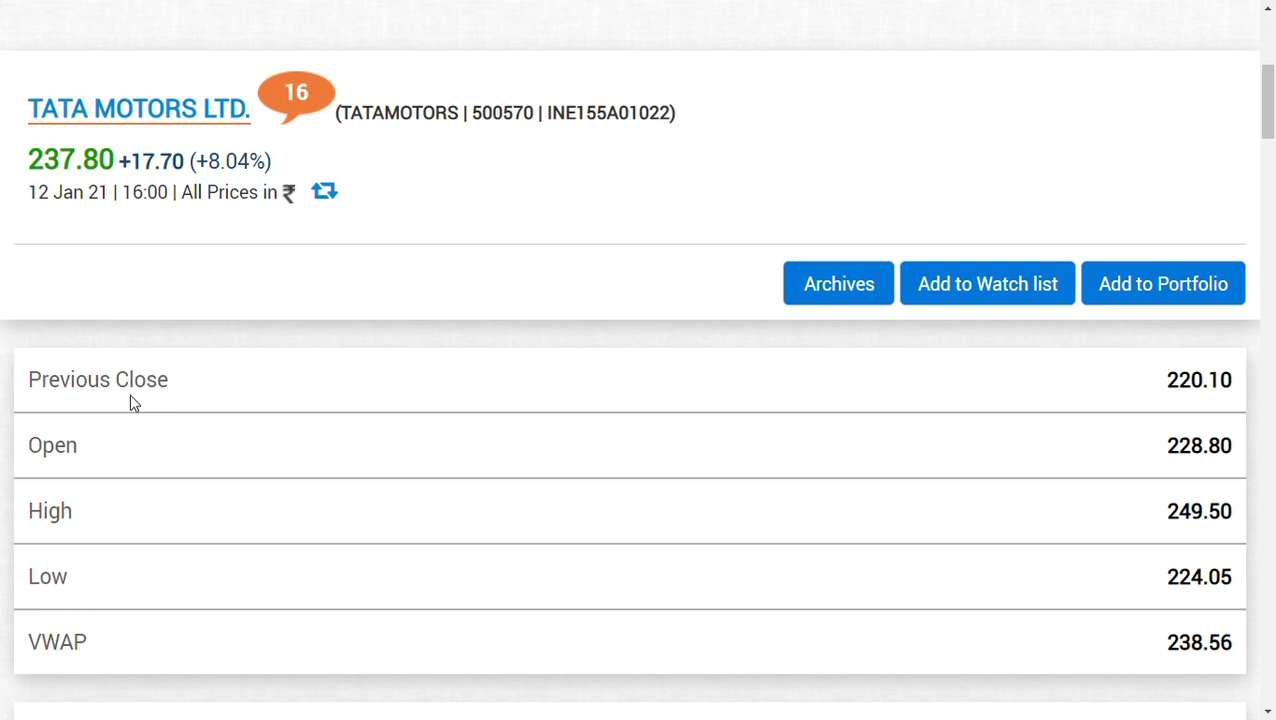 TATA MOTORS LTD. 16 (TATAMOTORS | 500570 | INE155A01022)
237.80 +17.70 (+8.04%)
12 Jan 21 | 16:00 | All Prices in ₹
Archives Add to Watch list Add to Portfolio
Previous Close 220.10
Open 228.80
High 249.50
Low 224.05
VWAP 238.56